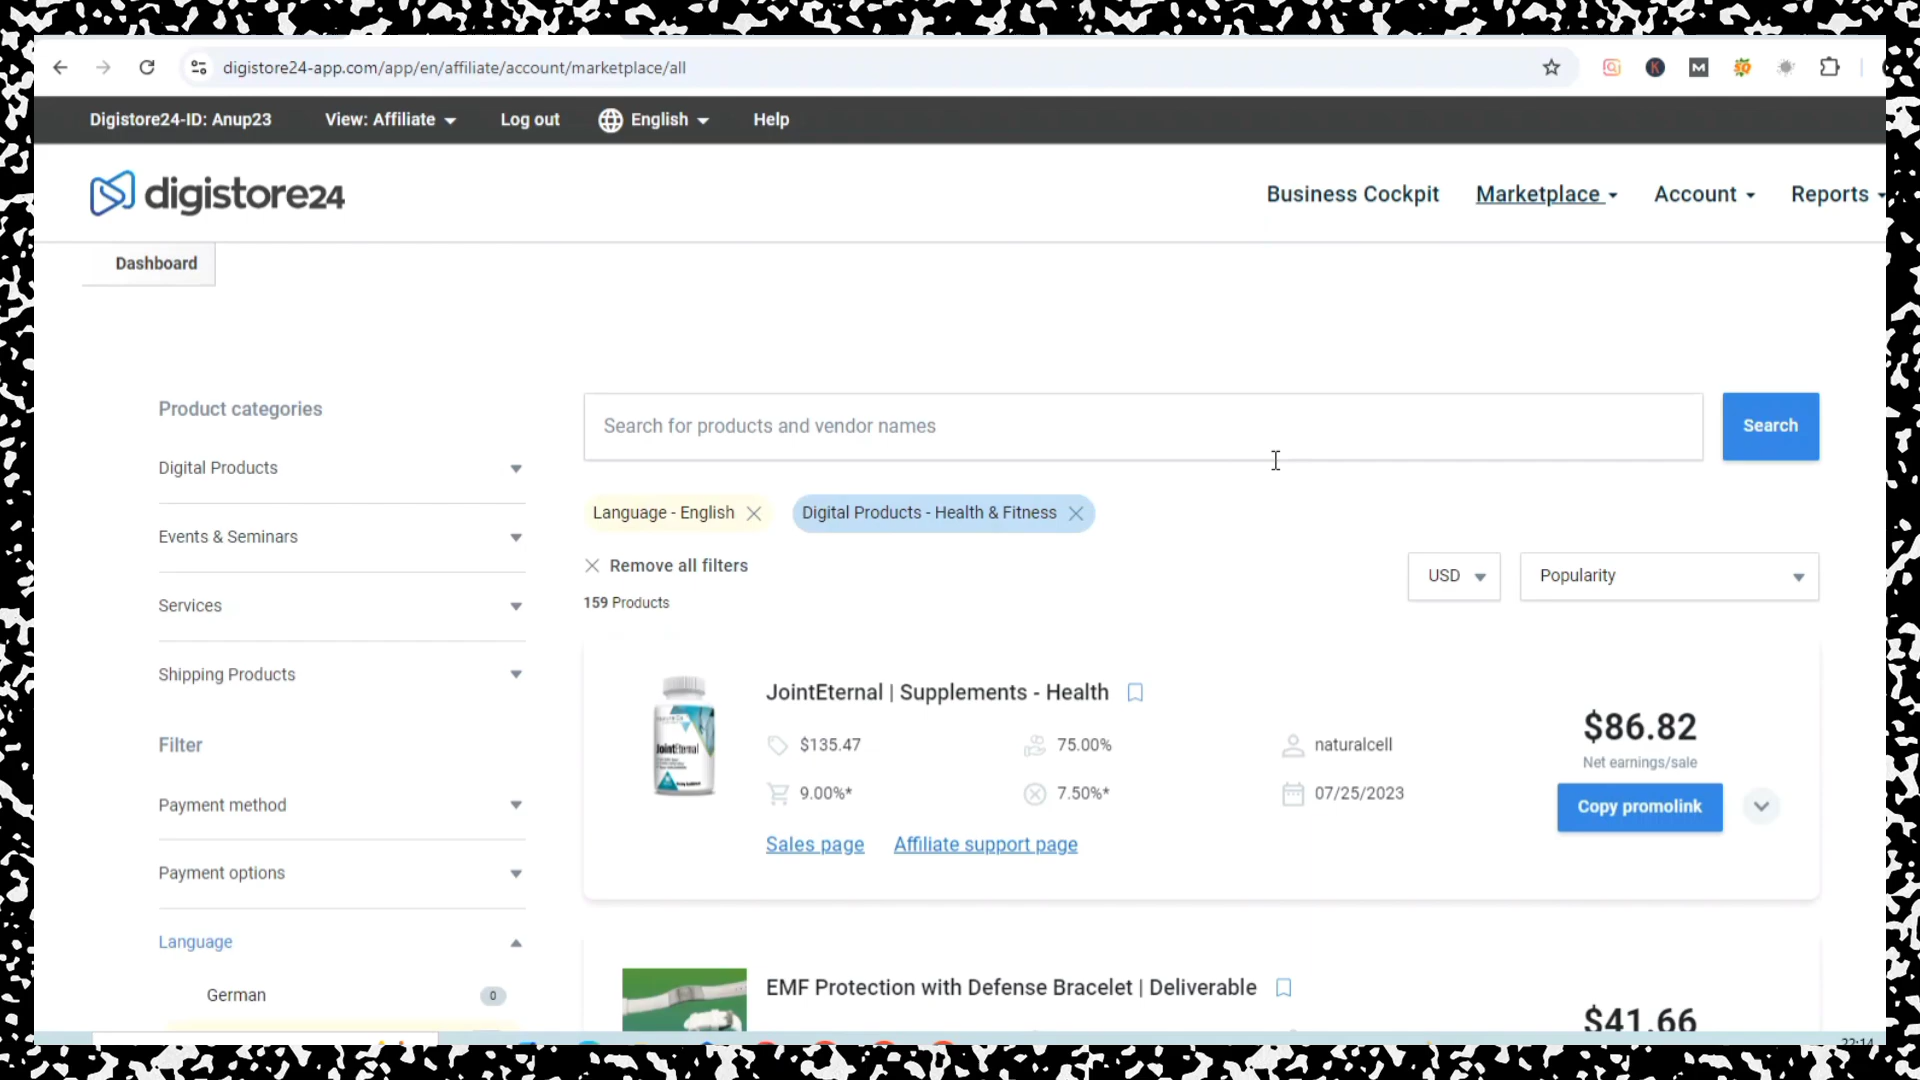 digistore24-app.com/app/en/affiliate/account/marketplace/all
Digistore24-ID: Anup23 View: Affiliate Log out English Help
digistore24
Business Cockpit Marketplace Account Reports
Dashboard
Product categories
Digital Products
Events & Seminars
Services
Shipping Products
Filter
Payment method
Payment options
Language
German 0
Search for products and vendor names
Search
Language - English
Digital Products - Health & Fitness
Remove all filters
159 Products
USD
Popularity
JointEternal | Supplements - Health
$135.47 75.00% naturalcell
9.00%* 7.50%* 07/25/2023
Sales page Affiliate support page
$86.82
Net earnings/sale
Copy promolink
JointEternal
EMF Protection with Defense Bracelet | Deliverable
$41.66
22:14